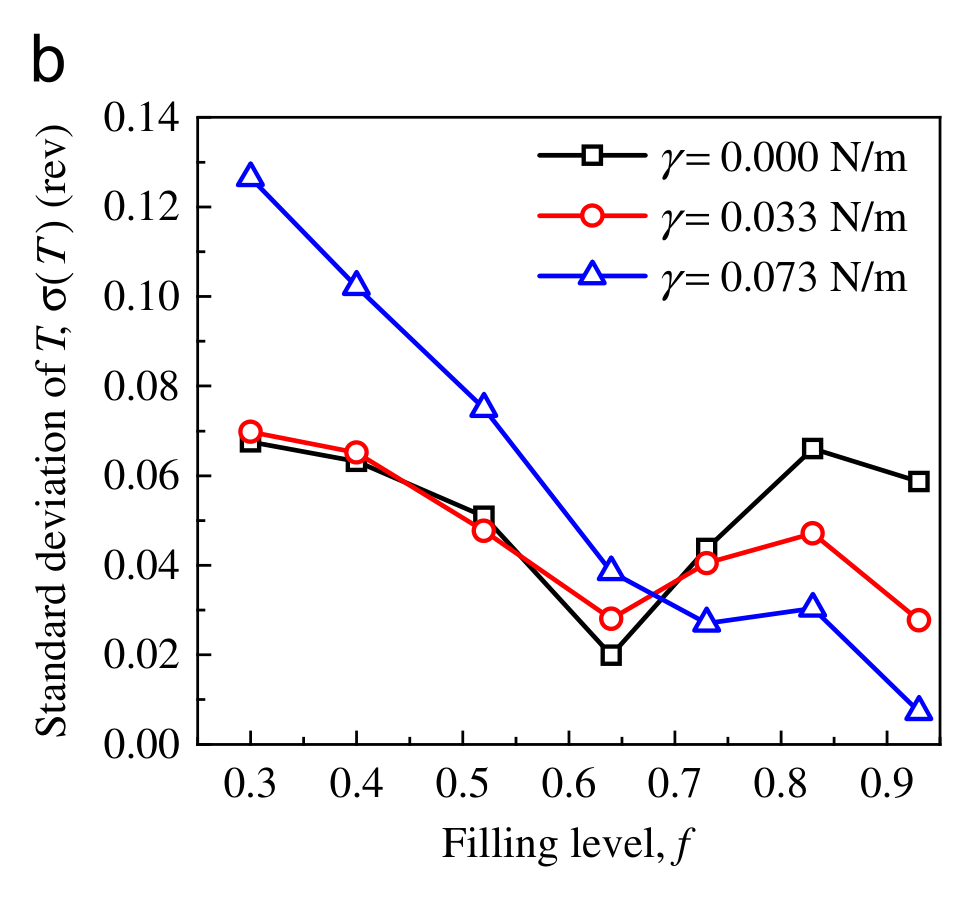 b
Standard deviation of T, σ(T) (rev)
0.14
0.12
0.10
0.08
0.06
0.04
0.02
0.00
γ= 0.000 N/m
γ= 0.033 N/m
γ= 0.073 N/m
0.3 0.4 0.5 0.6 0.7 0.8 0.9
Filling level, f